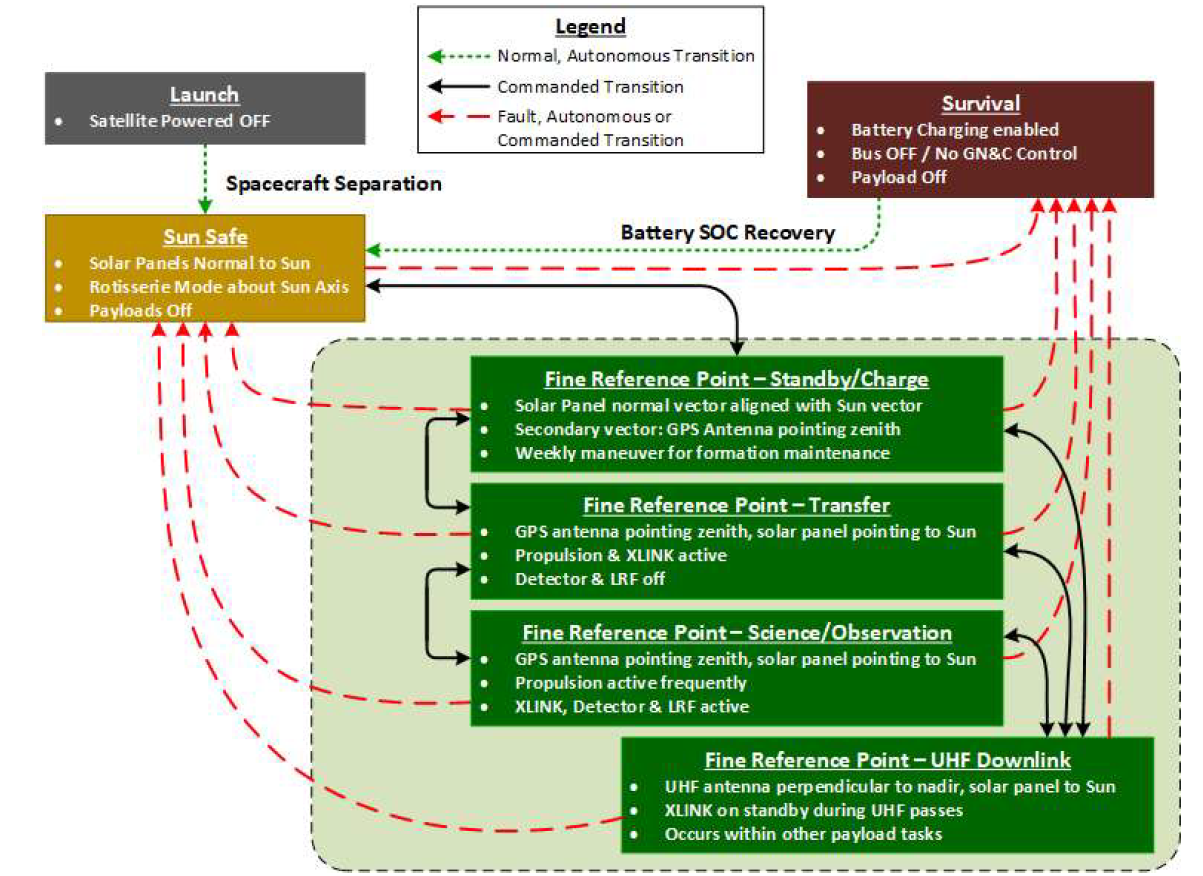 Legend
Normal, Autonomous Transition
Commanded Transition
Fault, Autonomous or
Commanded Transition
Launch
• Satellite Powered OFF
Spacecraft Separation
Survival
• Battery Charging enabled
• Bus OFF / No GN&C Control
• Payload Off
Battery SOC Recovery
Sun Safe
• Solar Panels Normal to Sun
• Rotisserie Mode about Sun Axis
• Payloads Off
Fine Reference Point – Standby/Charge
• Solar Panel normal vector aligned with Sun vector
• Secondary vector: GPS Antenna pointing zenith
• Weekly maneuver for formation maintenance
Fine Reference Point – Transfer
• GPS antenna pointing zenith, solar panel pointing to Sun
• Propulsion & XLINK active
• Detector & LRF off
Fine Reference Point – Science/Observation
• GPS antenna pointing zenith, solar panel pointing to Sun
• Propulsion active frequently
• XLINK, Detector & LRF active
Fine Reference Point – UHF Downlink
• UHF antenna perpendicular to nadir, solar panel to Sun
• XLINK on standby during UHF passes
• Occurs within other payload tasks